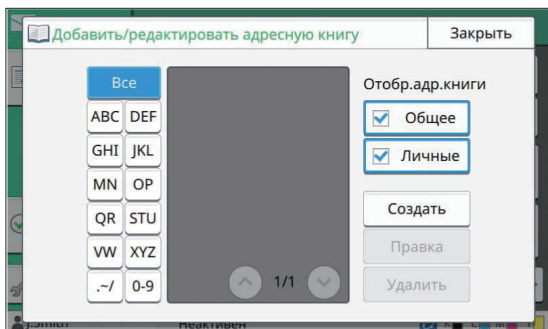 Добавить/редактировать адресную книгу
Закрыть
Все
ABC DEF
GHI JKL
MN OP
QR STU
VW XYZ
.~/ 0-9
1/1
Отобр.адр.книги
Общее
Личные
Создать
Правка
Удалить
J.Smith Неактивен